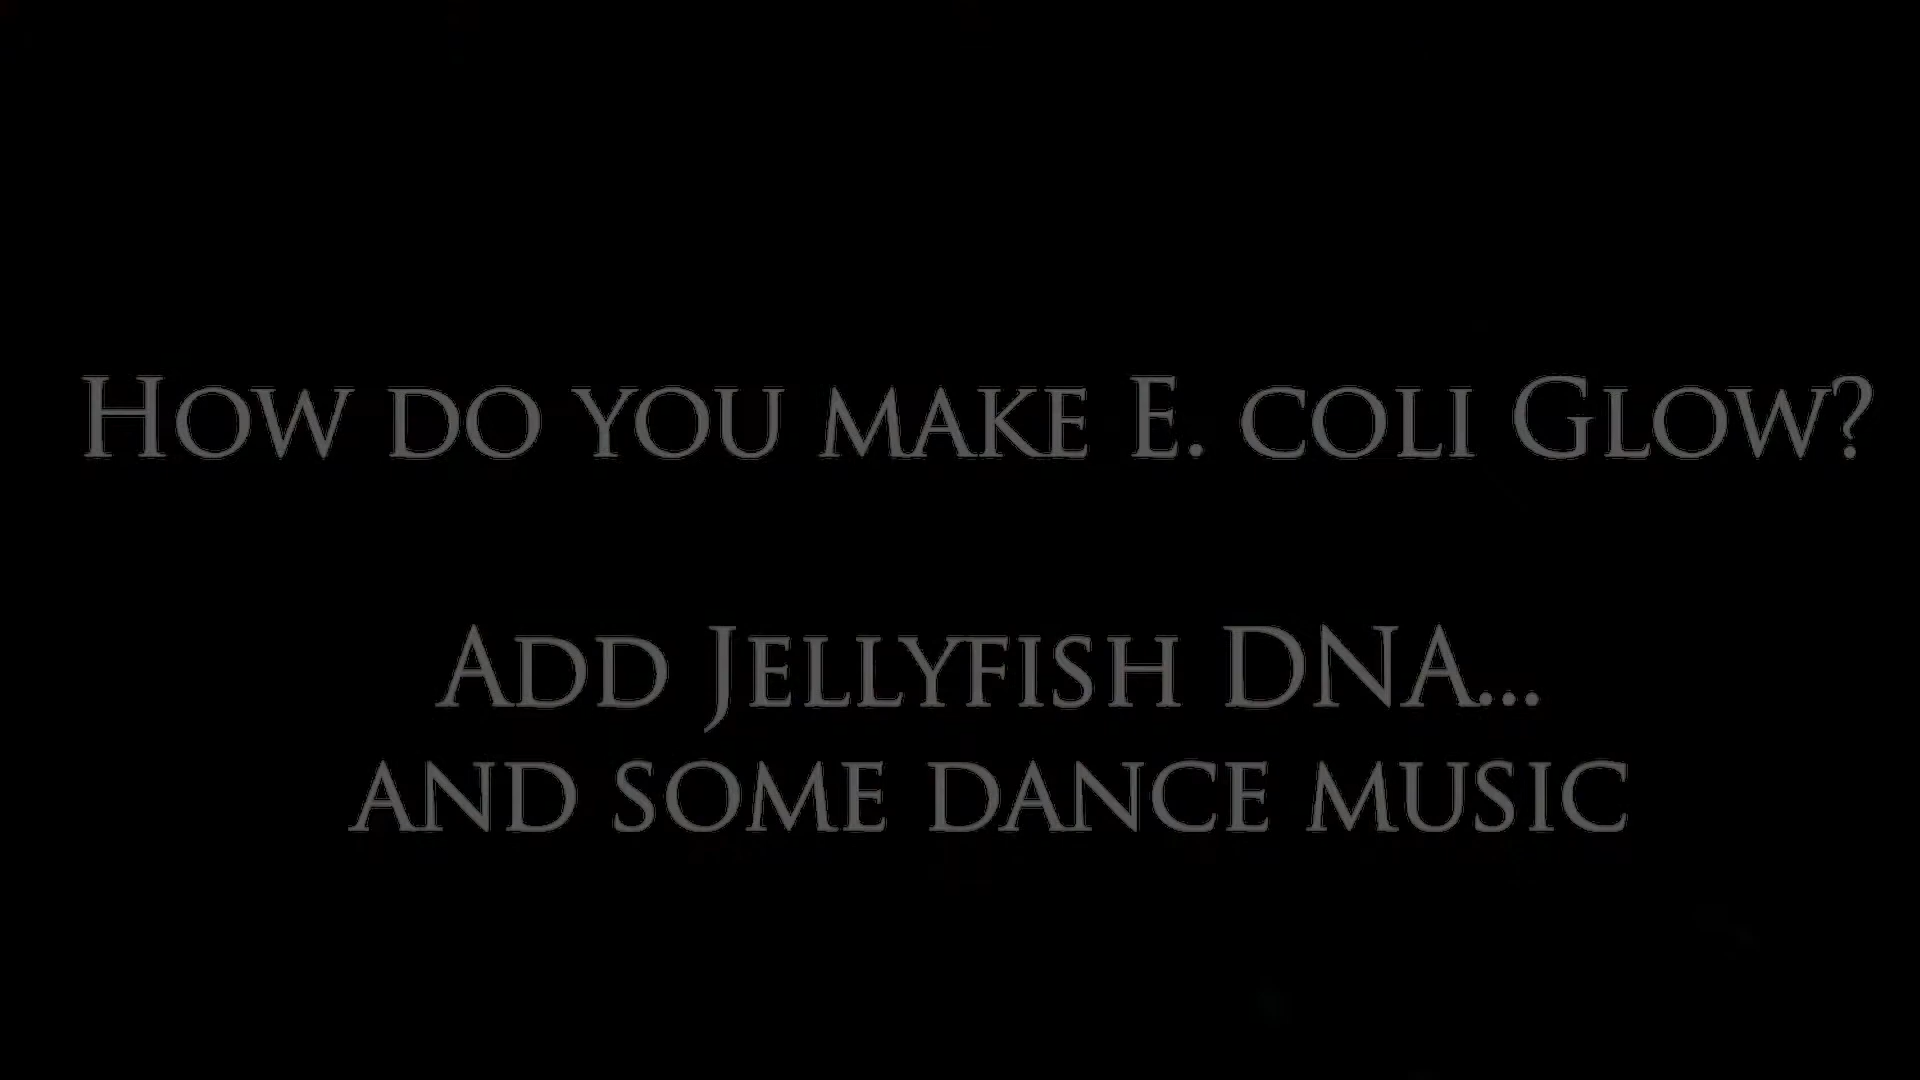 How do you make E. coli Glow?
Add Jellyfish DNA...
and some dance music